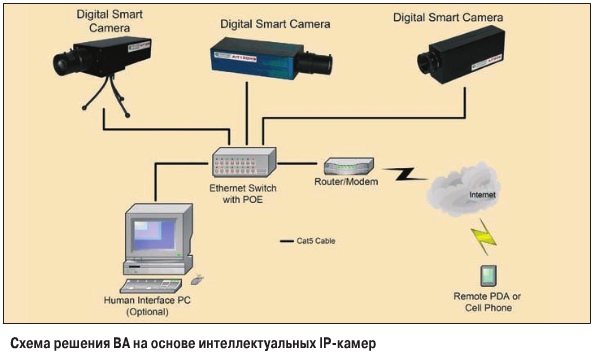 Digital Smart
Camera
Digital Smart Camera
Digital Smart Camera
Ethernet Switch
with POE
Router/Modem
Internet
Cat5 Cable
Human Interface PC
(Optional)
Remote PDA or
Cell Phone
Схема решения ВА на основе интеллектуальных IP-камер